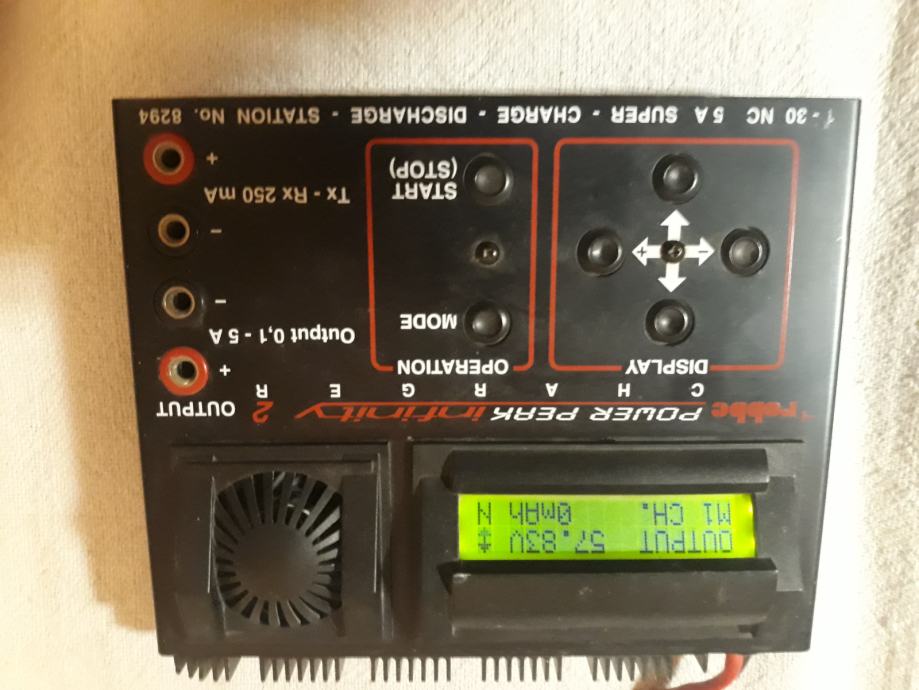 OUTPUT 57.83V
M1 CH. 0mAh N
robbe POWER PEAK infinity 2
C H A R G E R
OUTPUT
DISPLAY
+ -
OPERATION
MODE
START
(STOP)
+
Output 0,1 - 5 A
-
-
Tx - Rx 250 mA
+
1 - 30 NC 5 A SUPER - CHARGE - DISCHARGE - STATION No. 8294